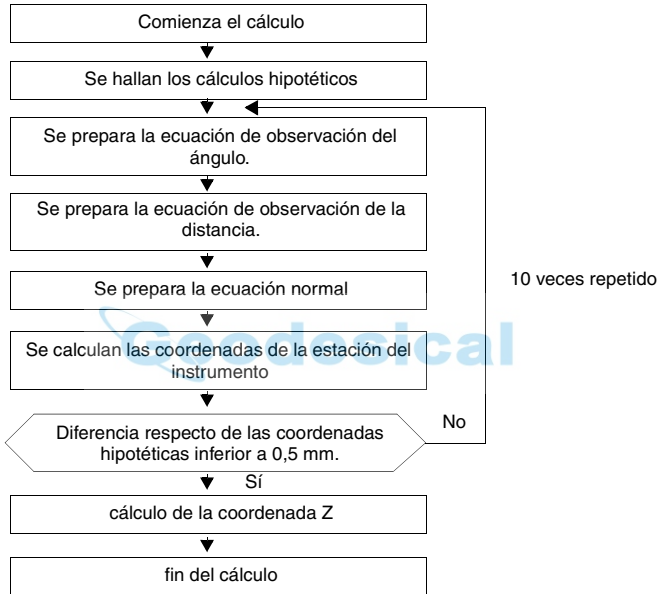 Comienza el cálculo
Se hallan los cálculos hipotéticos
Se prepara la ecuación de observación del
ángulo.
Se prepara la ecuación de observación de la
distancia.
10 veces repetido
Se prepara la ecuación normal
Geodesical
Se calculan las coordenadas de la estación del
instrumento
Diferencia respecto de las coordenadas
hipotéticas inferior a 0,5 mm.
No
Sí
cálculo de la coordenada Z
fin del cálculo